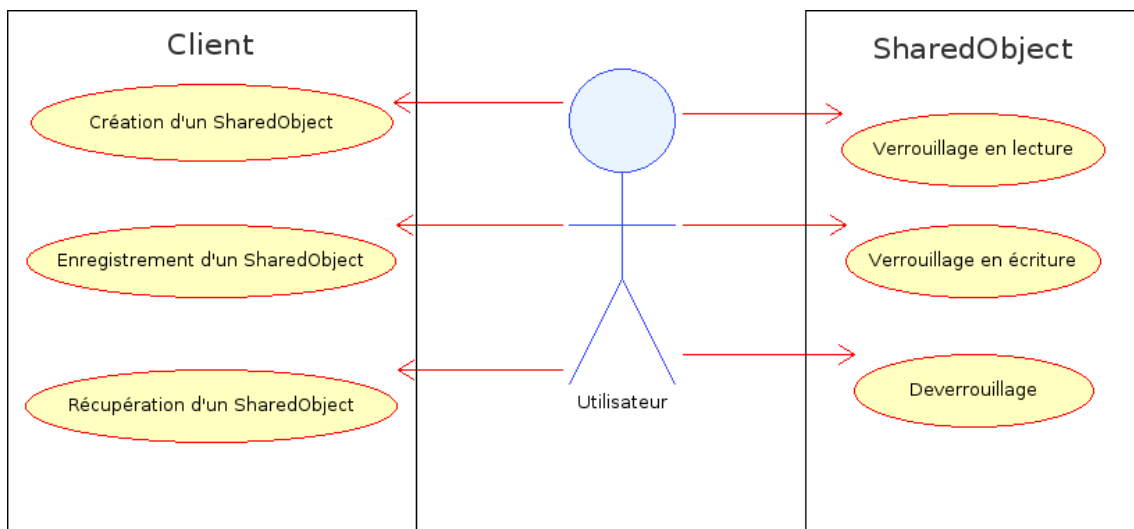 Client
Création d'un SharedObject
Enregistrement d'un SharedObject
Récupération d'un SharedObject
Utilisateur
SharedObject
Verrouillage en lecture
Verrouillage en écriture
Deverrouillage